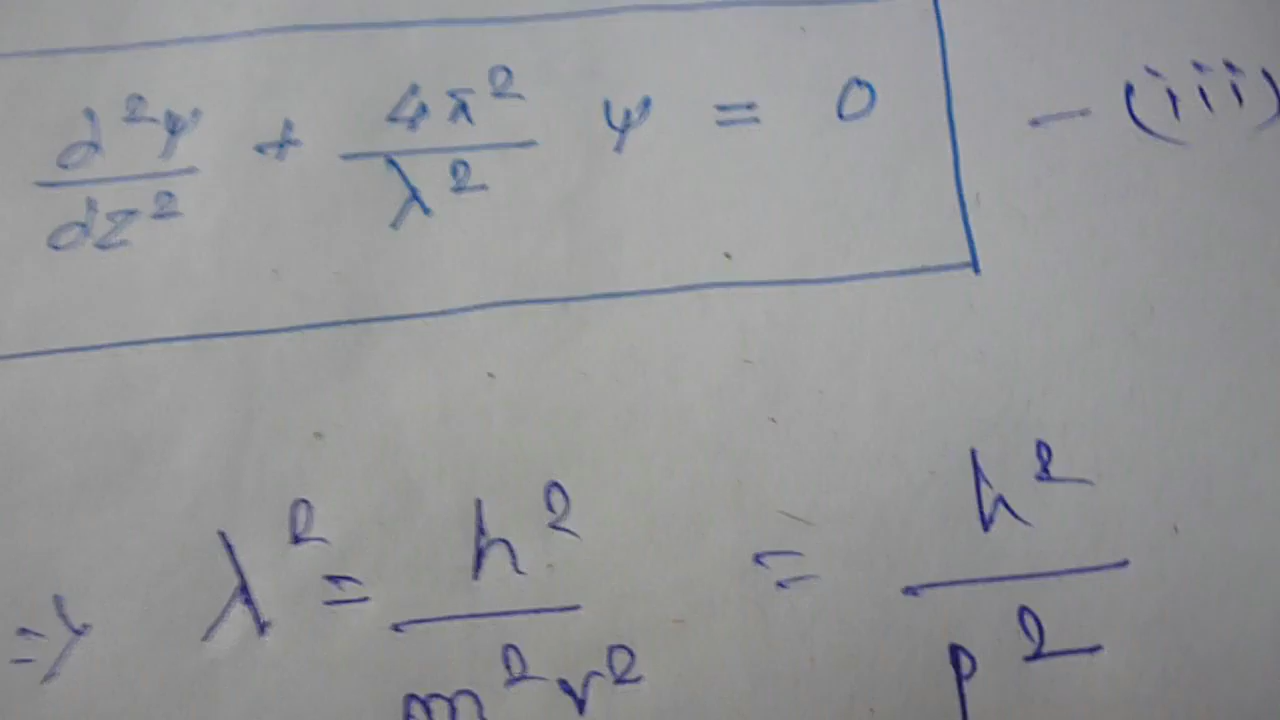 d²ψ/dz² + 4π²/λ² ψ = 0 - (iii)
⇒ λ² = h²/m²v² = h²/p²